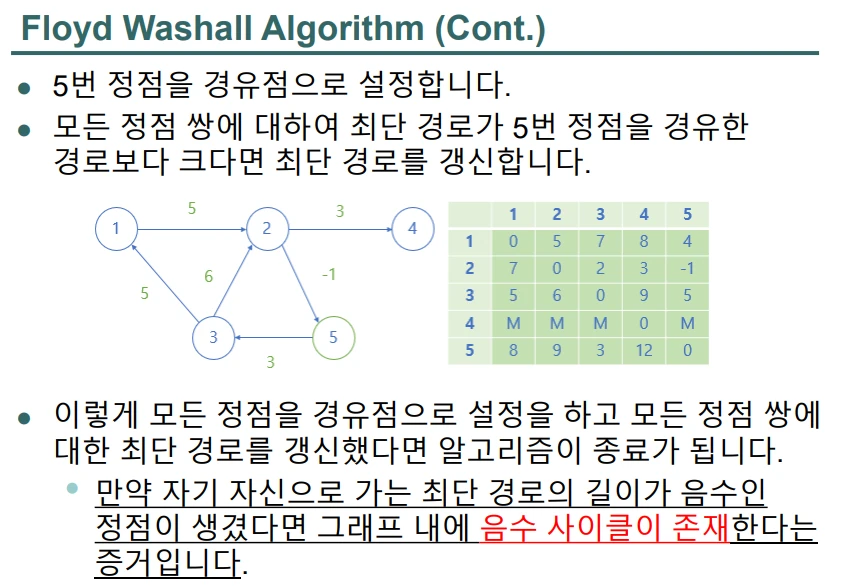 Floyd Washall Algorithm (Cont.)
● 5번 정점을 경유점으로 설정합니다.
● 모든 정점 쌍에 대하여 최단 경로가 5번 정점을 경유한
경로보다 크다면 최단 경로를 갱신합니다.
5
3
1
2
4
6
-1
5
3
5
3
1 2 3 4 5
1 0 5 7 8 4
2 7 0 2 3 -1
3 5 6 0 9 5
4 M M M 0 M
5 8 9 3 12 0
● 이렇게 모든 정점을 경유점으로 설정을 하고 모든 정점 쌍에
대한 최단 경로를 갱신했다면 알고리즘이 종료가 됩니다.
● 만약 자기 자신으로 가는 최단 경로의 길이가 음수인
정점이 생겼다면 그래프 내에 음수 사이클이 존재한다는
증거입니다.